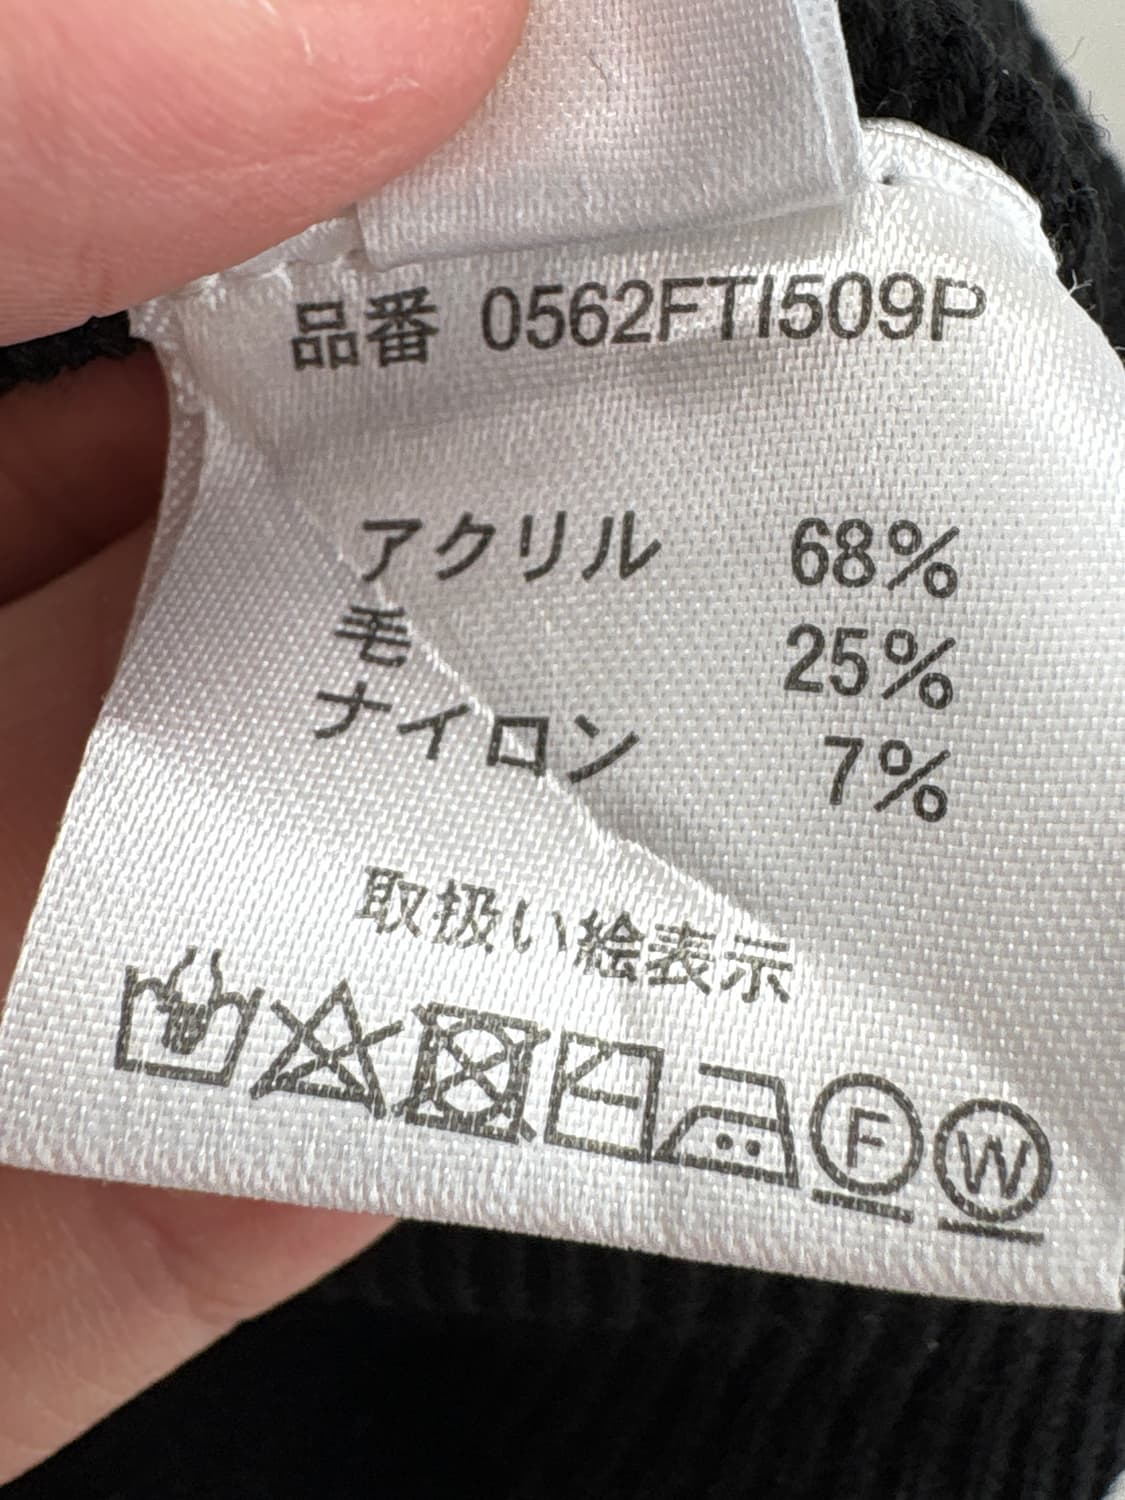 品番 0562FTI509P
アクリル 68%
毛 25%
ナイロン 7%
取扱い絵表示
F W